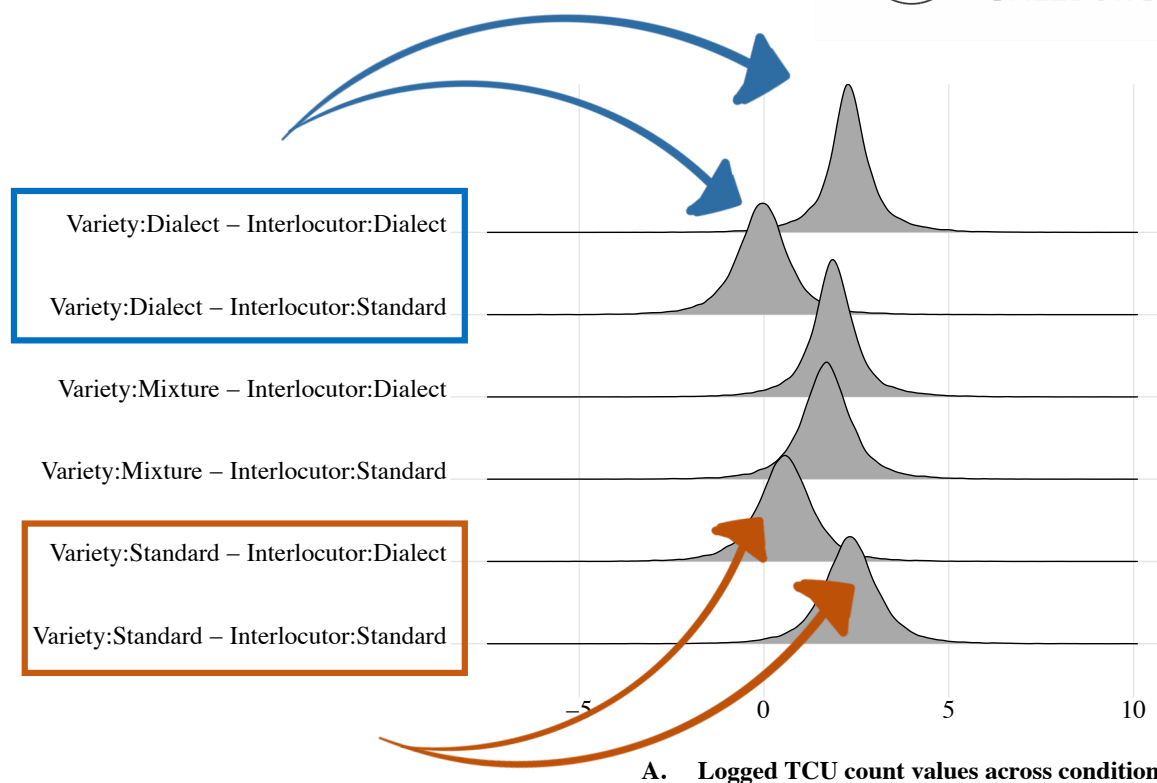 Variety:Dialect – Interlocutor:Dialect
Variety:Dialect – Interlocutor:Standard
Variety:Mixture – Interlocutor:Dialect
Variety:Mixture – Interlocutor:Standard
Variety:Standard – Interlocutor:Dialect
Variety:Standard – Interlocutor:Standard
–5 0 5 10
A. Logged TCU count values across condition